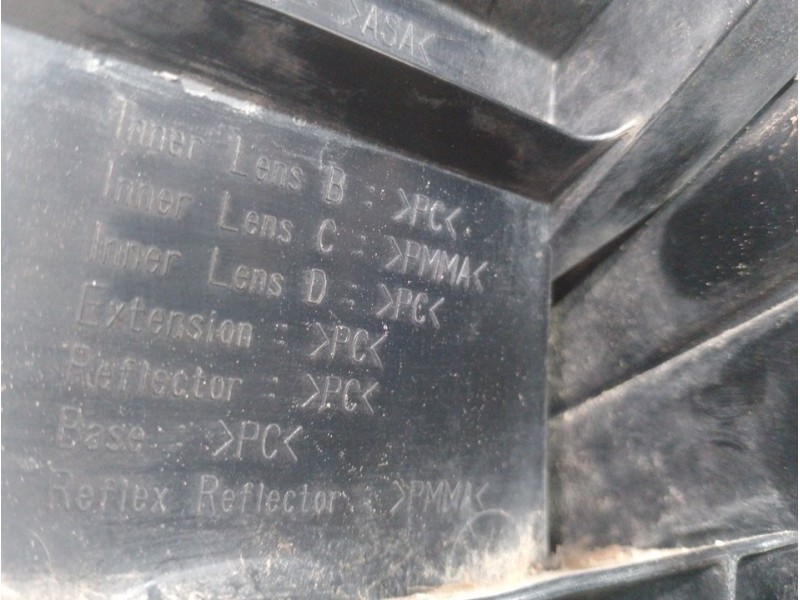 >ASA<
Inner Lens B : >PC<
Inner Lens C : >PMMA<
Inner Lens D : >PC<
Extension : >PC<
Reflector : >PC<
Base : >PC<
Reflex Reflector : >PMMA<